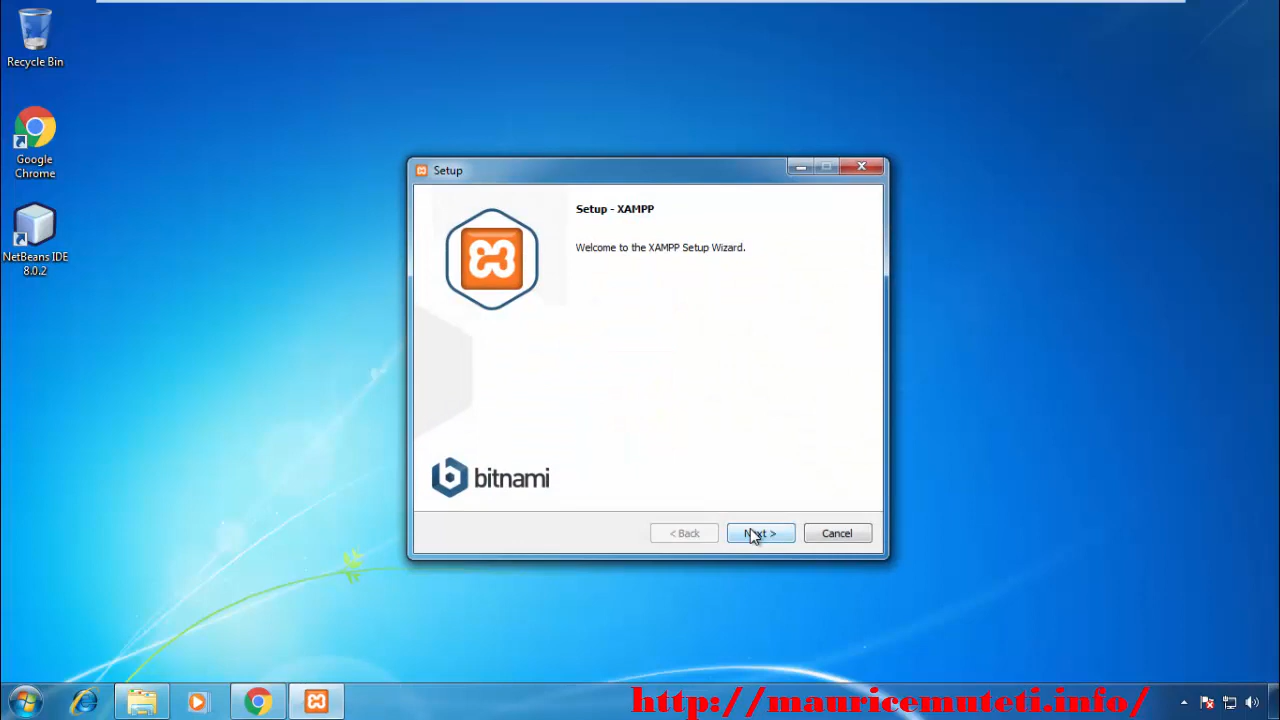 Recycle Bin
Google
Chrome
NetBeans IDE
8.0.2
Setup
Setup - XAMPP
Welcome to the XAMPP Setup Wizard.
bitnami
< Back
Next >
Cancel
http://mauricemuteti.info/